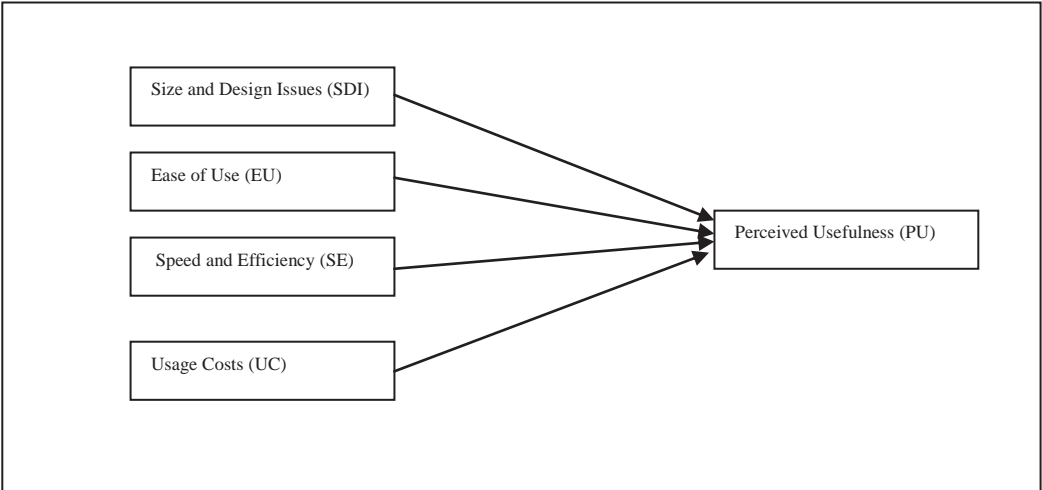 Size and Design Issues (SDI)
Ease of Use (EU)
Perceived Usefulness (PU)
Speed and Efficiency (SE)
Usage Costs (UC)